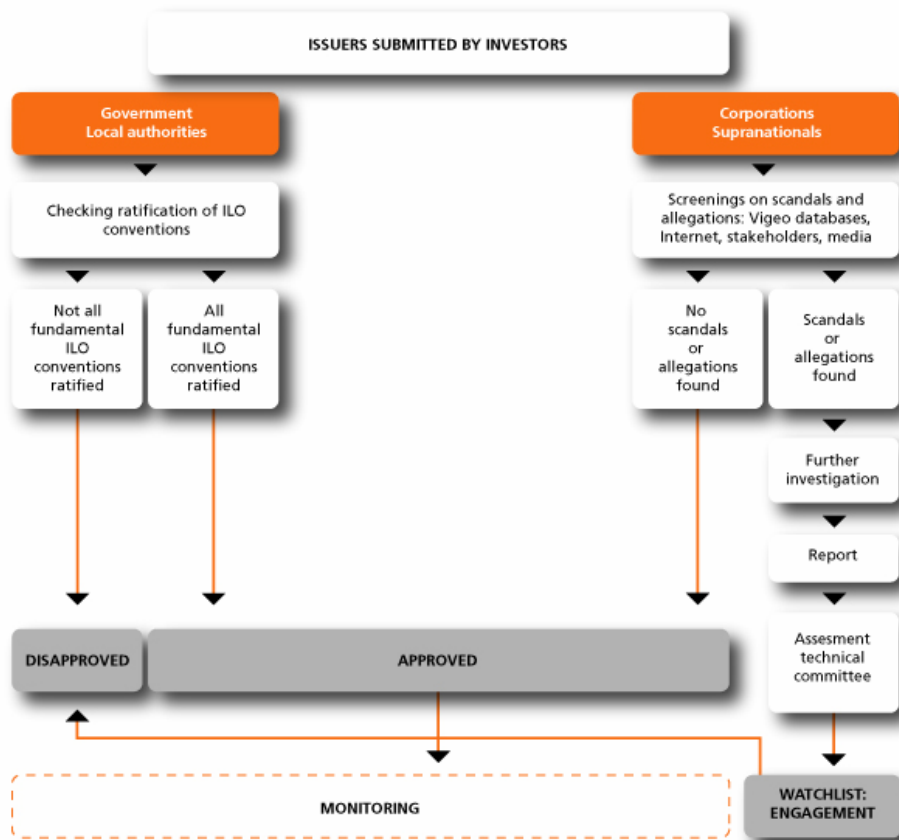 ISSUERS SUBMITTED BY INVESTORS
Government
Local authorities
Corporations
Supranationals
Checking ratification of ILO
conventions
Screenings on scandals and
allegations: Vigeo databases,
Internet, stakeholders, media
Not all
fundamental
ILO
conventions
ratified
All
fundamental
ILO
conventions
ratified
No
scandals
or
allegations
found
Scandals
or
allegations
found
Further
investigation
Report
Assesment
technical
committee
DISAPPROVED
APPROVED
MONITORING
WATCHLIST:
ENGAGEMENT